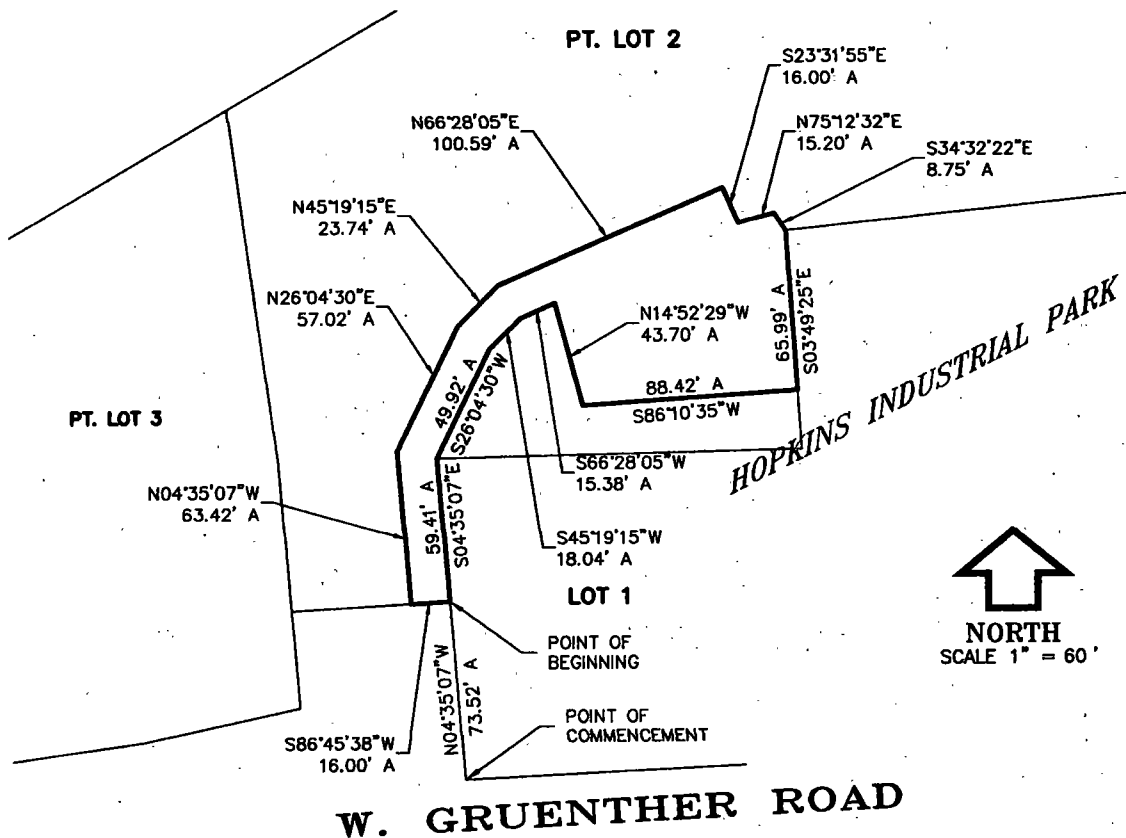 PT. LOT 2
S23°31'55"E
16.00' A
N66°28'05"E
100.59' A
N75°12'32"E
15.20' A
S34°32'22"E
8.75' A
N45°19'15"E
23.74' A
N26°04'30"E
57.02' A
N14°52'29"W
43.70' A
65.99' A
S03°49'25"E
HOPKINS INDUSTRIAL PARK
88.42' A
S86°10'35"W
49.92' A
S26°04'30"W
PT. LOT 3
S66°28'05"W
15.38' A
N04°35'07"W
63.42' A
59.41' A
S04°35'07"E
S45°19'15"W
18.04' A
LOT 1
NORTH
SCALE 1" = 60'
POINT OF
BEGINNING
N04°35'07"W
73.52' A
POINT OF
COMMENCEMENT
S86°45'38"W
16.00' A
W. GRUENTHER ROAD